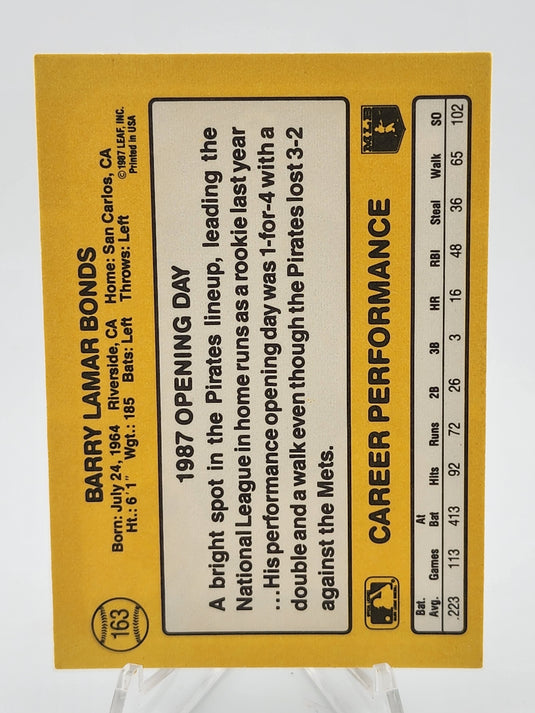 163
BARRY LAMAR BONDS
Born: July 24, 1964 Riverside, CA Home: San Carlos, CA
Ht.: 6'1" Wgt.: 185 Bats: Left Throws: Left
©1987 LEAF, INC.
Printed in USA
1987 OPENING DAY
A bright spot in the Pirates lineup, leading the
National League in home runs as a rookie last year
...His performance opening day was 1-for-4 with a
double and a walk even though the Pirates lost 3-2
against the Mets.
CAREER PERFORMANCE
MLB
Bat. Avg. Games At Bat Hits Runs 2B 3B HR RBI Steal Walk SO
.223 113 413 92 72 26 3 16 48 36 65 102